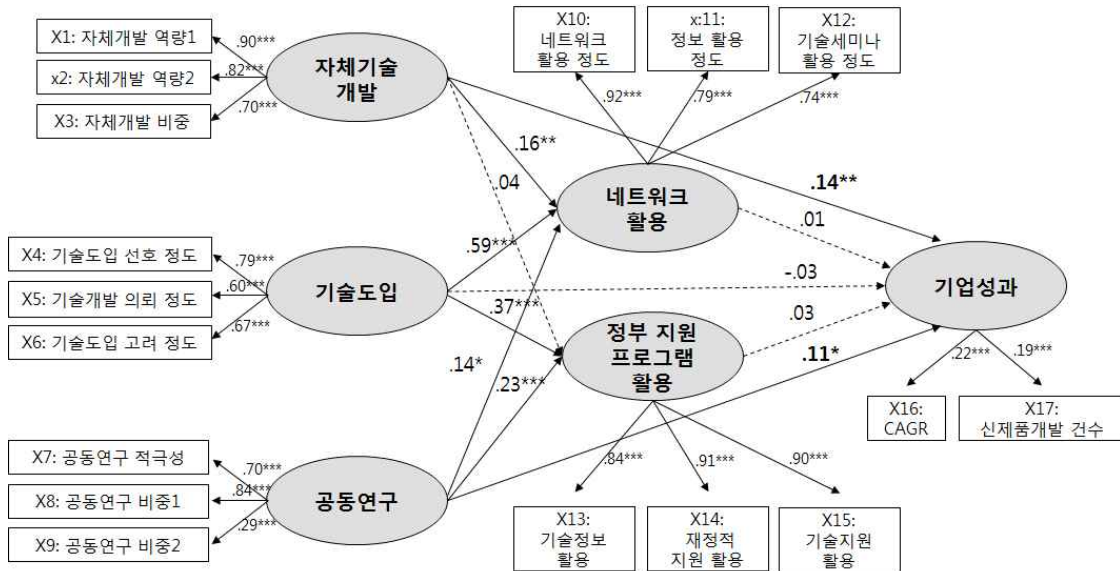 X1: 자체개발 역량1
x2: 자체개발 역량2
X3: 자체개발 비중
.90***
.82***
.70***
자체기술
개발
X10:
네트워크
활용 정도
x:11:
정보 활용
정도
X12:
기술세미나
활용 정도
.92***
.79***
.74***
.16**
.04
네트워크
활용
.14**
.01
X4: 기술도입 선호 정도
X5: 기술개발 의뢰 정도
X6: 기술도입 고려 정도
.79***
.60***
.67***
기술도입
.59***
-.03
기업성과
.37***
.03
정부 지원
프로그램
활용
.14*
.23***
.11*
.22***
.19***
X16:
CAGR
X17:
신제품개발 건수
X7: 공동연구 적극성
X8: 공동연구 비중1
X9: 공동연구 비중2
.70***
.84***
.29***
공동연구
.84***
.91***
.90***
X13:
기술정보
활용
X14:
재정적
지원 활용
X15:
기술지원
활용